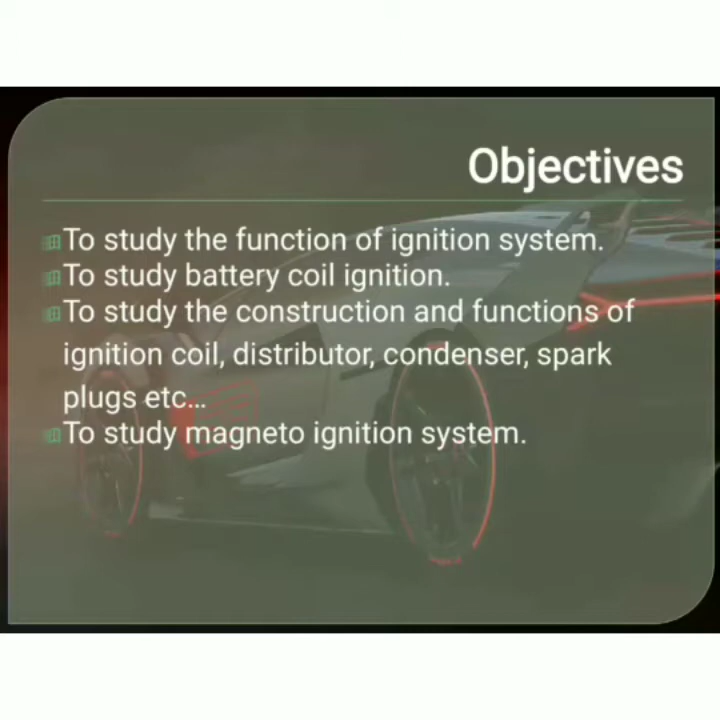 Objectives
To study the function of ignition system.
To study battery coil ignition.
To study the construction and functions of
ignition coil, distributor, condenser, spark
plugs etc...
To study magneto ignition system.